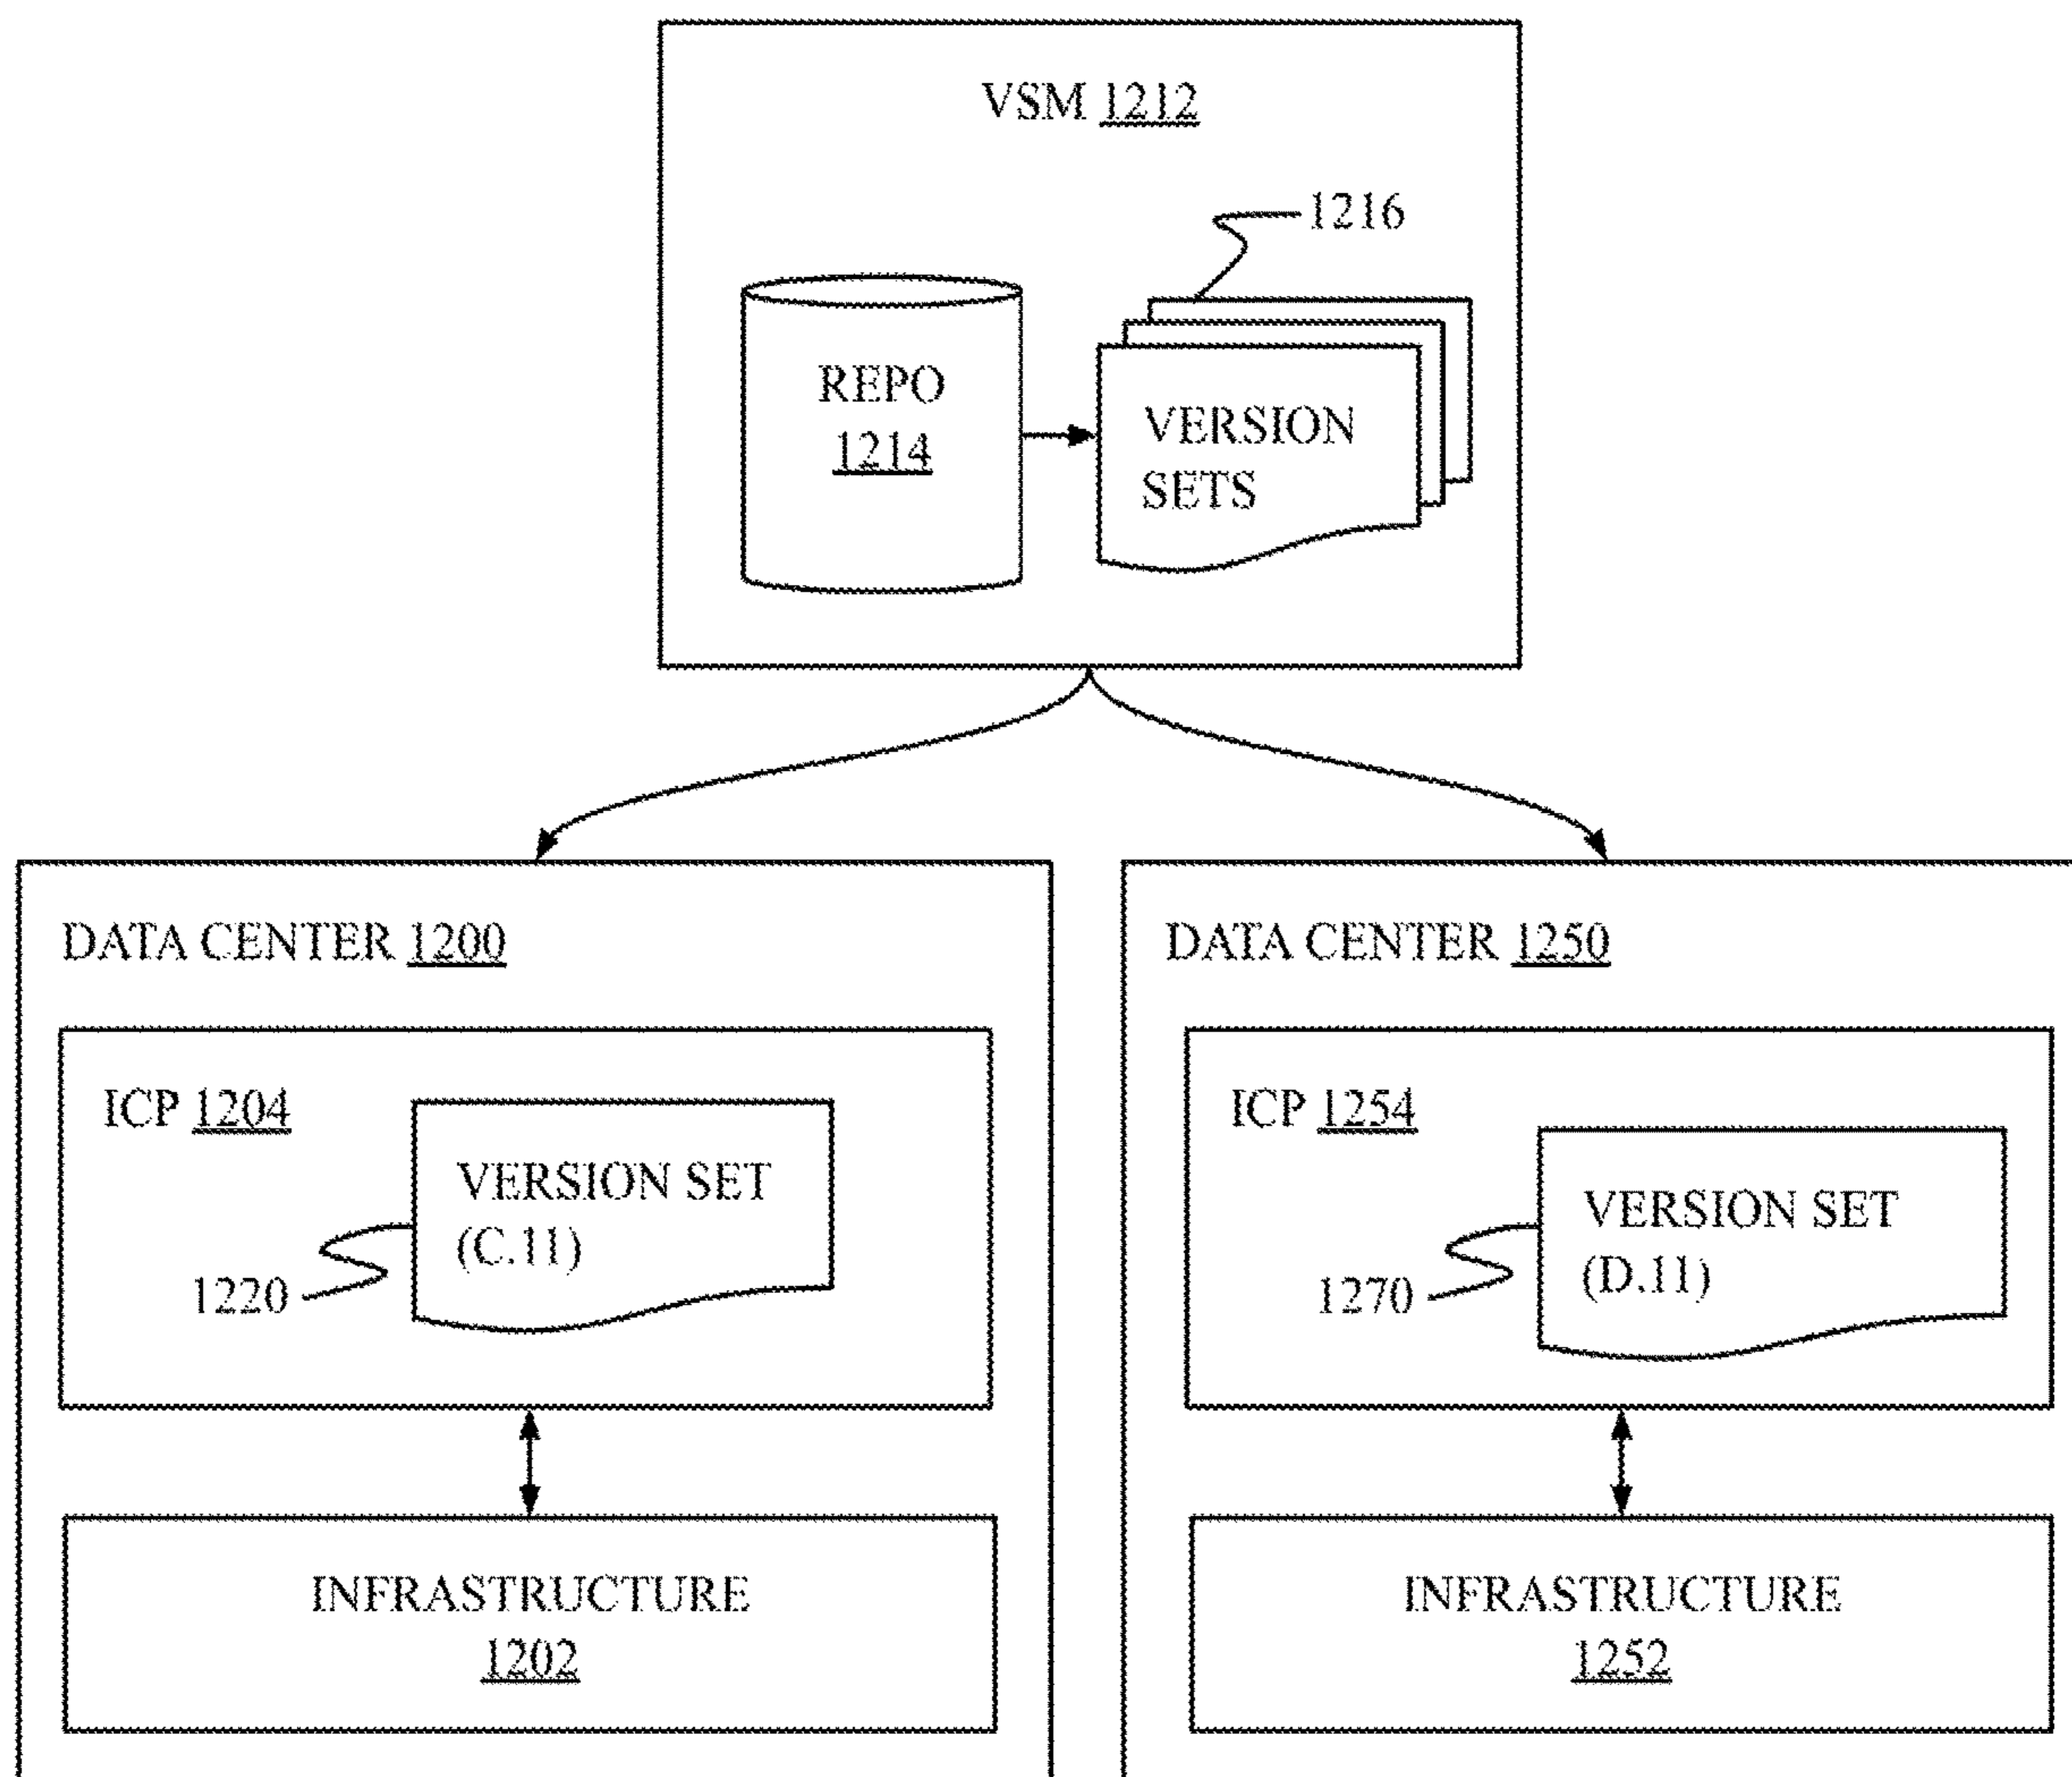 VSM 1212
1216
REPO
1214
VERSION
SETS
DATA CENTER 1200
ICP 1204
VERSION SET
(C.11)
1220
INFRASTRUCTURE
1202
DATA CENTER 1250
ICP 1254
VERSION SET
(D.11)
1270
INFRASTRUCTURE
1252